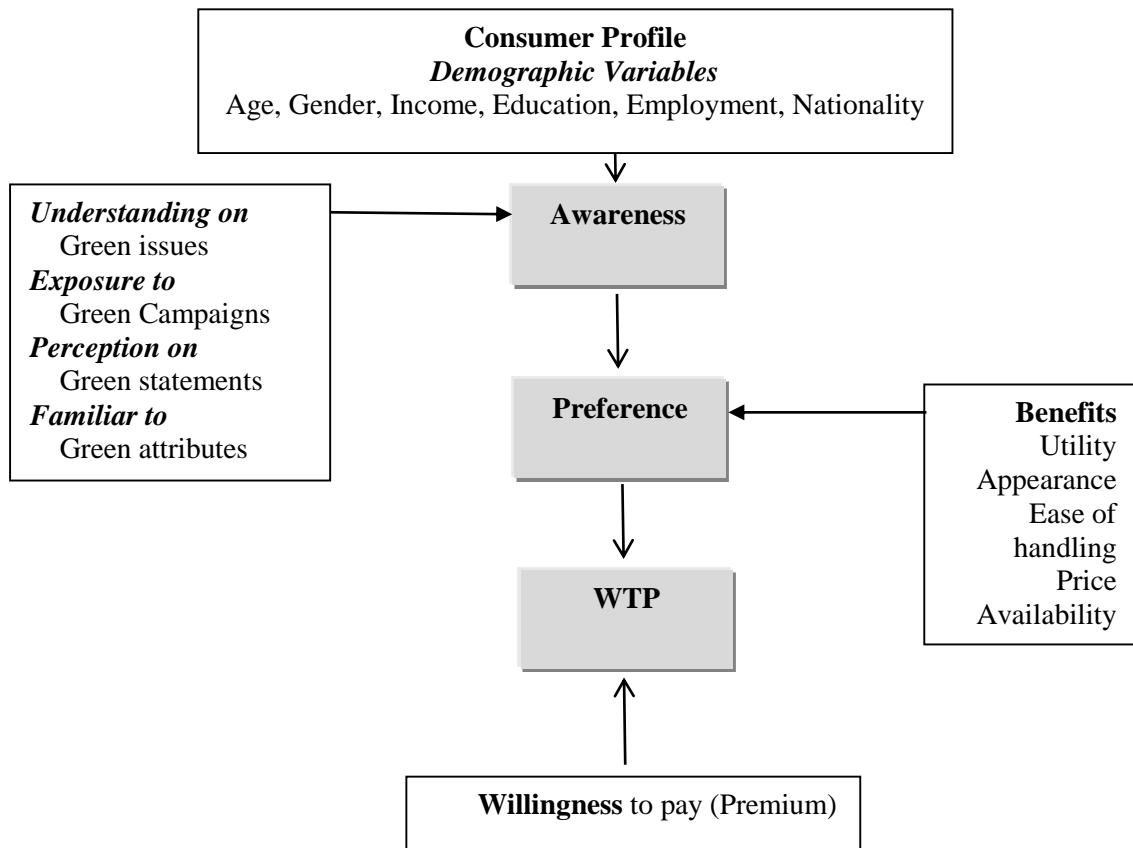 Consumer Profile
Demographic Variables
Age, Gender, Income, Education, Employment, Nationality
Awareness
Understanding on
Green issues
Exposure to
Green Campaigns
Perception on
Green statements
Familiar to
Green attributes
Preference
Benefits
Utility
Appearance
Ease of
handling
Price
Availability
WTP
Willingness to pay (Premium)